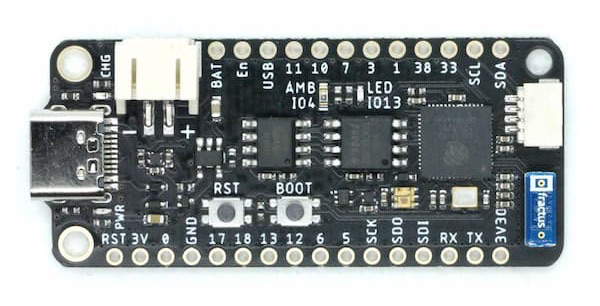 CHG
BAT
En
USB
11
10
7
3
1
38
33
SCL
SDA
AMB
IO4
LED
IO13
- +
RST
BOOT
fractus
PWR
RST
3V
0
GND
17
18
13
12
6
5
SCK
SDO
SDI
RX
TX
3V3O